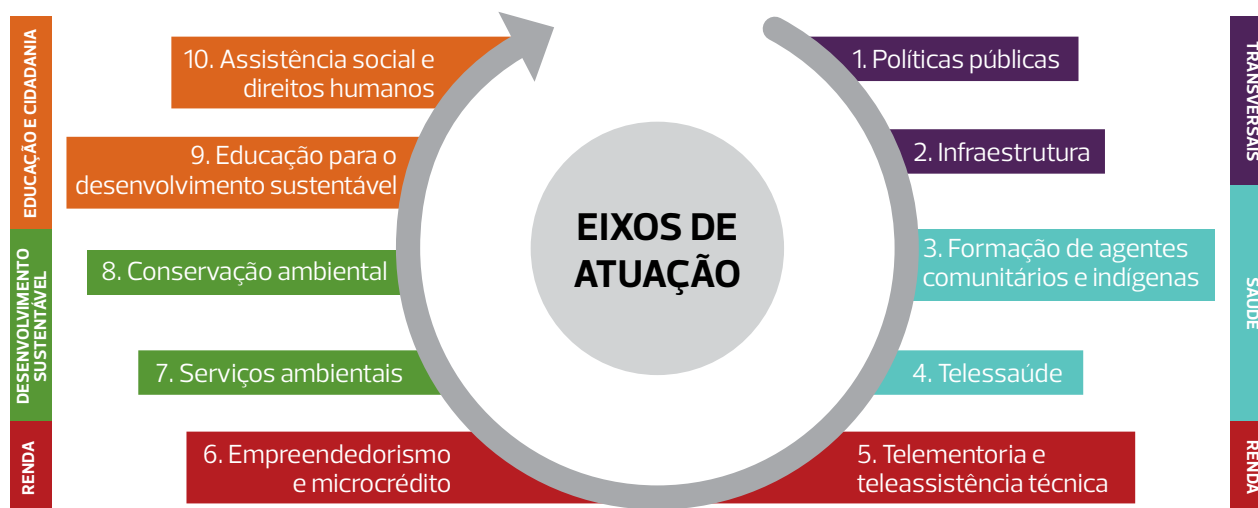 EIXOS DE
ATUAÇÃO
1. Políticas públicas
2. Infraestrutura
3. Formação de agentes
comunitários e indígenas
4. Telessaúde
5. Telementoria e
teleassistência técnica
6. Empreendedorismo
e microcrédito
7. Serviços ambientais
8. Conservação ambiental
9. Educação para o
desenvolvimento sustentável
10. Assistência social e
direitos humanos
EDUCAÇÃO E CIDADANIA
DESENVOLVIMENTO
SUSTENTÁVEL
RENDA
TRANSVERSAIS
SAÚDE
RENDA